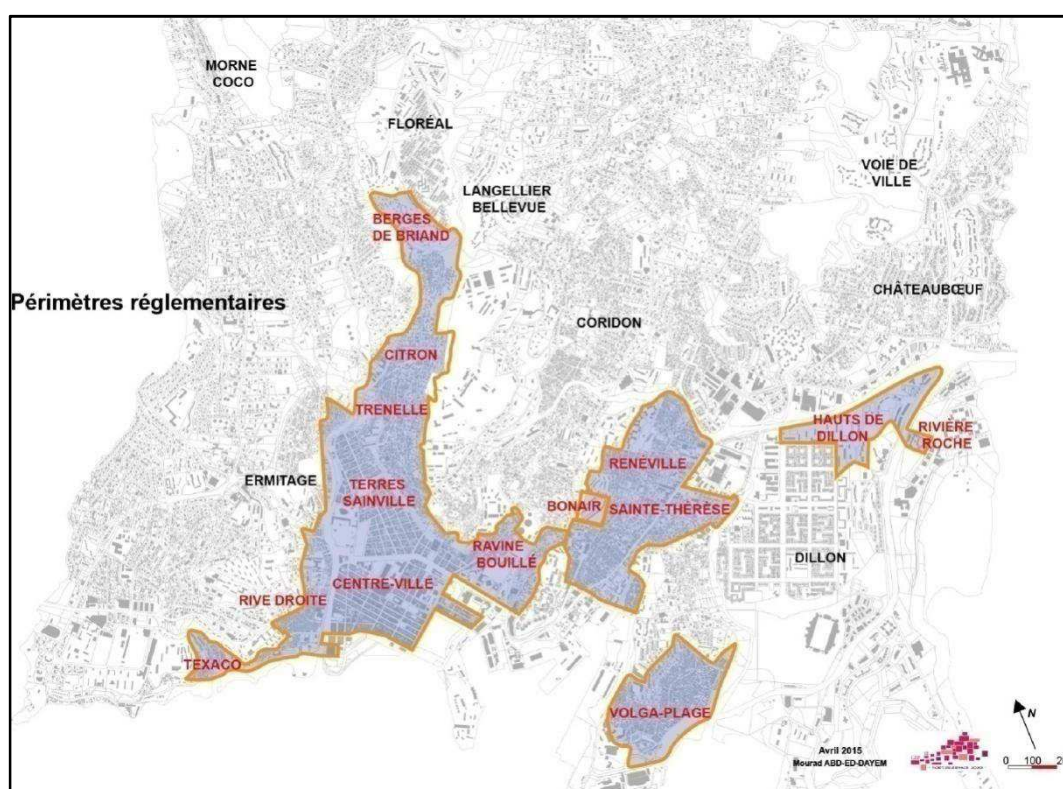 MORNE
COCO
FLORÉAL
VOIE DE
VILLE
LANGELLIER
BELLEVUE
BERGES
DE BRIAND
CHÂTEAUBŒUF
Périmètres réglementaires
CORIDON
CITRON
TRENELLE
HAUTS DE
DILLON
RIVIÈRE
ROCHE
RENÉVILLE
ERMITAGE
TERRES
SAINVILLE
BONAIR
SAINTE-THÉRÈSE
RAVINE
BOUILLÉ
DILLON
CENTRE-VILLE
RIVE DROITE
TEXACO
VOLGA-PLAGE
N
Avril 2015
Mourad ABD-ED-DAYEM
0 100 20